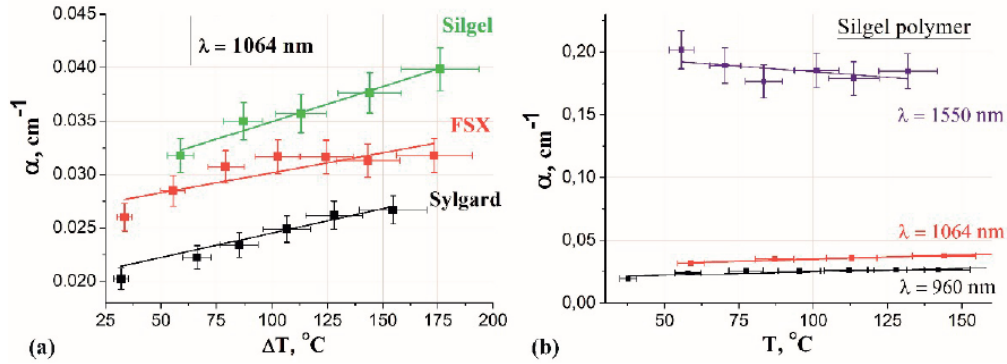 0.045
0.040
0.035
0.030
0.025
0.020
α, cm⁻¹
λ = 1064 nm
Silgel
FSX
Sylgard
25 50 75 100 125 150 175 200
(a)
ΔT, °C
0,20
0,15
0,10
0,05
0,00
α, cm⁻¹
Silgel polymer
λ = 1550 nm
λ = 1064 nm
λ = 960 nm
50 100 150
(b)
T, °C